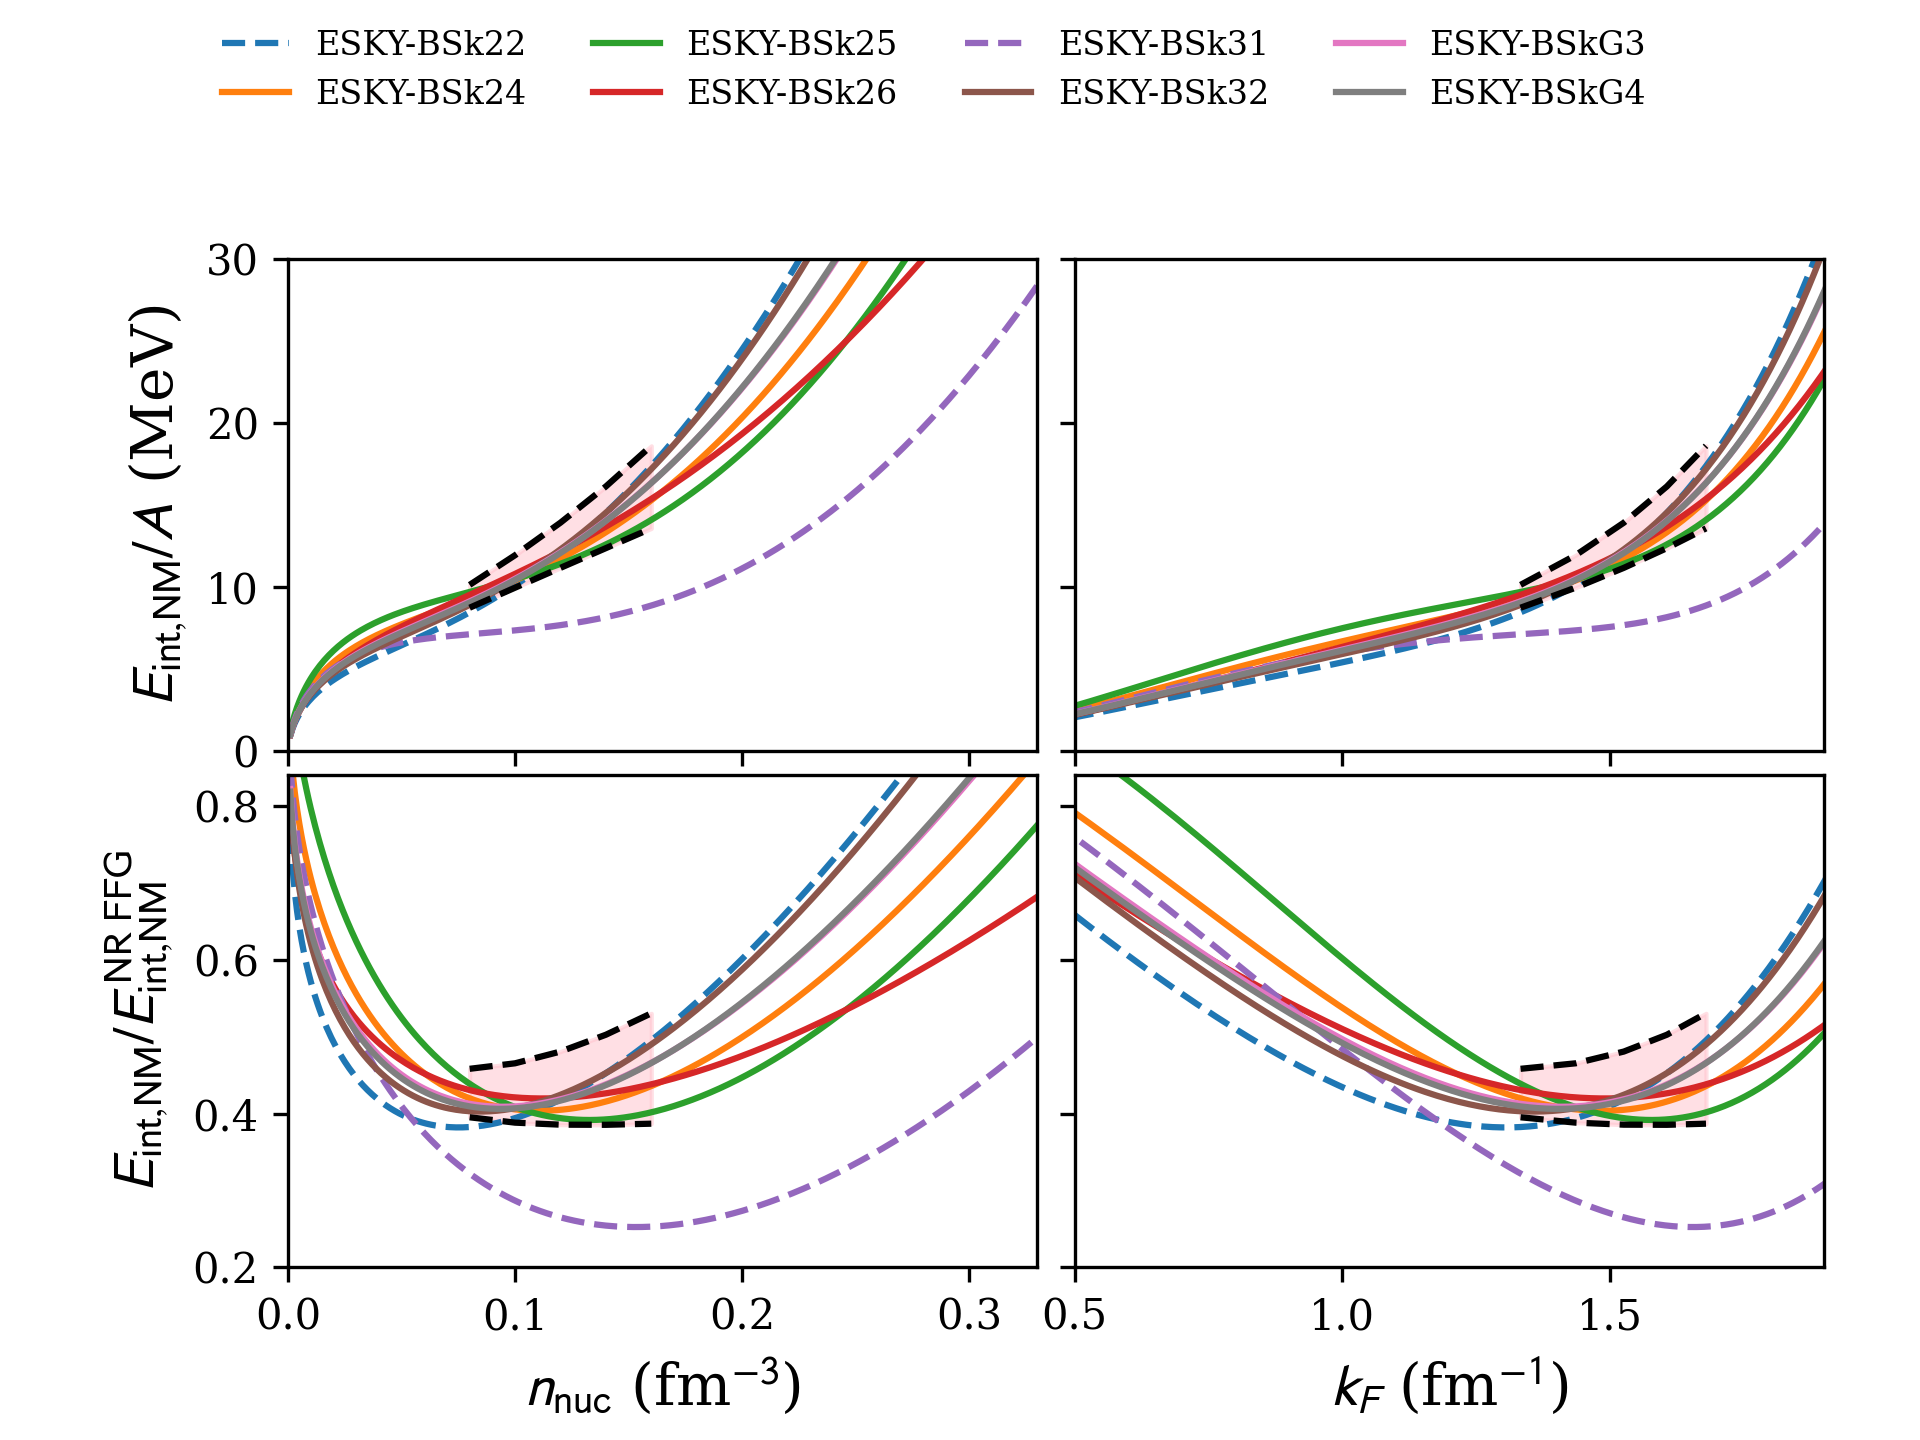 ESKY-BSk22 ESKY-BSk25 ESKY-BSk31 ESKY-BSkG3
ESKY-BSk24 ESKY-BSk26 ESKY-BSk32 ESKY-BSkG4
E_int,NM/A (MeV)
30
20
10
0
E_int,NM/E^NR FFG_int,NM
0.8
0.6
0.4
0.2
0.0 0.1 0.2 0.3 0.5 1.0 1.5
n_nuc (fm⁻³) k_F (fm⁻¹)